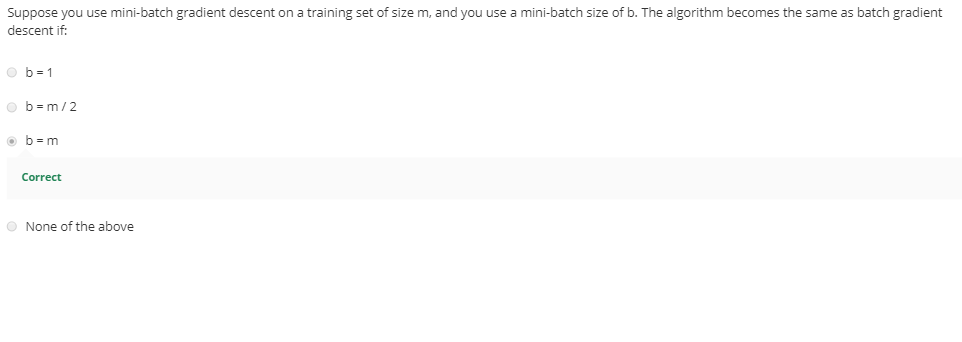 Suppose you use mini-batch gradient descent on a training set of size m, and you use a mini-batch size of b. The algorithm becomes the same as batch gradient
descent if:
b = 1
b = m / 2
b = m
Correct
None of the above